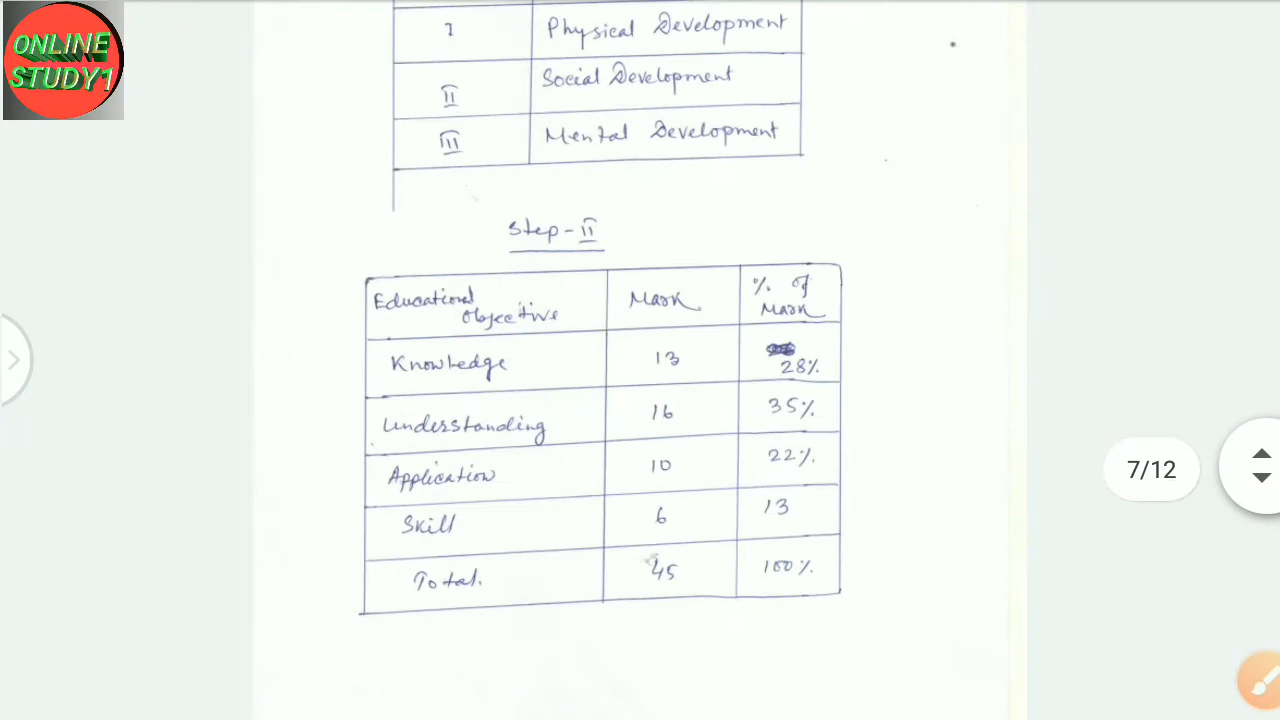 ONLINE
STUDY1
I Physical Development
II Social Development
III Mental Development
Step - II
Educational Objective Mark % of Mark
Knowledge 13 28%
Understanding 16 35%
Application 10 22%
Skill 6 13
Total. 45 100%
7/12